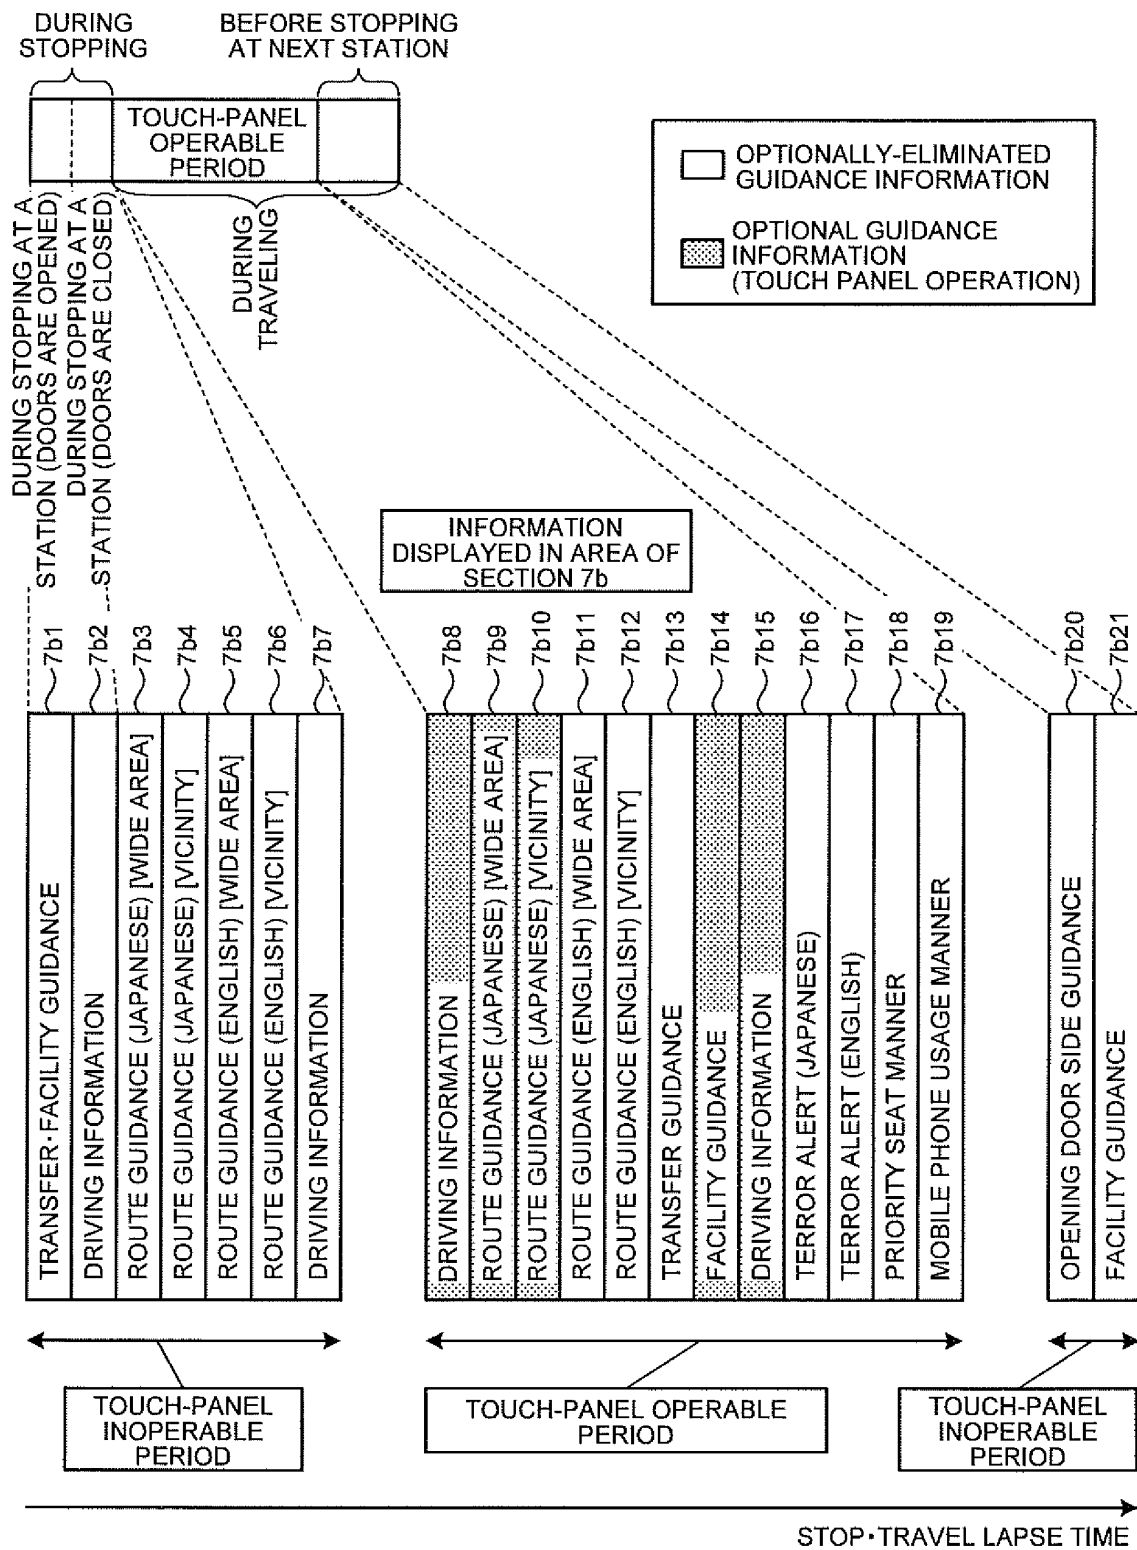 DURING
STOPPING
BEFORE STOPPING
AT NEXT STATION
TOUCH-PANEL
OPERABLE
PERIOD
OPTIONALLY-ELIMINATED
GUIDANCE INFORMATION
OPTIONAL GUIDANCE
INFORMATION
(TOUCH PANEL OPERATION)
DURING STOPPING AT A
STATION (DOORS ARE OPENED)
DURING STOPPING AT A
STATION (DOORS ARE CLOSED)
DURING
TRAVELING
INFORMATION
DISPLAYED IN AREA OF
SECTION 7b
7b1
7b2
7b3
7b4
7b5
7b6
7b7
7b8
7b9
7b10
7b11
7b12
7b13
7b14
7b15
7b16
7b17
7b18
7b19
7b20
7b21
TRANSFER·FACILITY GUIDANCE
DRIVING INFORMATION
ROUTE GUIDANCE (JAPANESE) [WIDE AREA]
ROUTE GUIDANCE (JAPANESE) [VICINITY]
ROUTE GUIDANCE (ENGLISH) [WIDE AREA]
ROUTE GUIDANCE (ENGLISH) [VICINITY]
DRIVING INFORMATION
DRIVING INFORMATION
ROUTE GUIDANCE (JAPANESE) [WIDE AREA]
ROUTE GUIDANCE (JAPANESE) [VICINITY]
ROUTE GUIDANCE (ENGLISH) [WIDE AREA]
ROUTE GUIDANCE (ENGLISH) [VICINITY]
TRANSFER GUIDANCE
FACILITY GUIDANCE
DRIVING INFORMATION
TERROR ALERT (JAPANESE)
TERROR ALERT (ENGLISH)
PRIORITY SEAT MANNER
MOBILE PHONE USAGE MANNER
OPENING DOOR SIDE GUIDANCE
FACILITY GUIDANCE
TOUCH-PANEL
INOPERABLE
PERIOD
TOUCH-PANEL OPERABLE
PERIOD
TOUCH-PANEL
INOPERABLE
PERIOD
STOP·TRAVEL LAPSE TIME